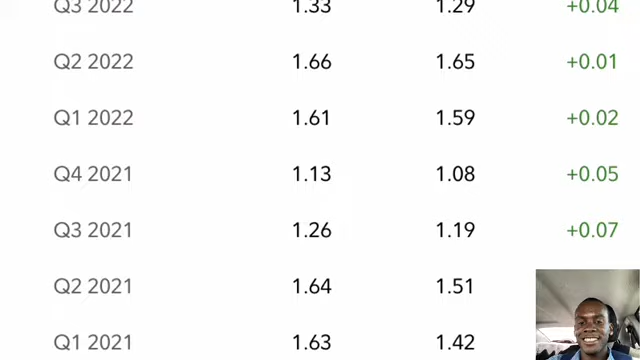 Q3 2022 1.33 1.29 +0.04
Q2 2022 1.66 1.65 +0.01
Q1 2022 1.61 1.59 +0.02
Q4 2021 1.13 1.08 +0.05
Q3 2021 1.26 1.19 +0.07
Q2 2021 1.64 1.51
Q1 2021 1.63 1.42